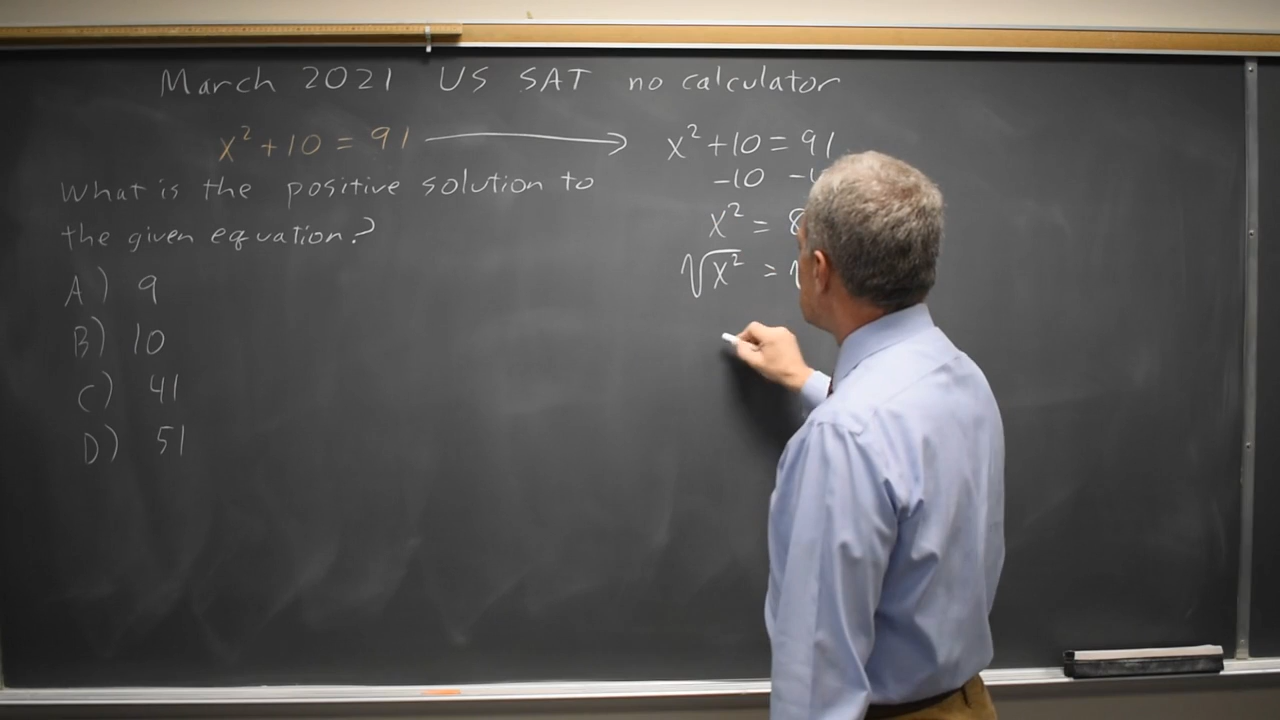 March 2021 US SAT no calculator
x² + 10 = 91
What is the positive solution to
the given equation?
A) 9
B) 10
C) 41
D) 51
x² + 10 = 91
-10 -
x² = 8
√x² = √